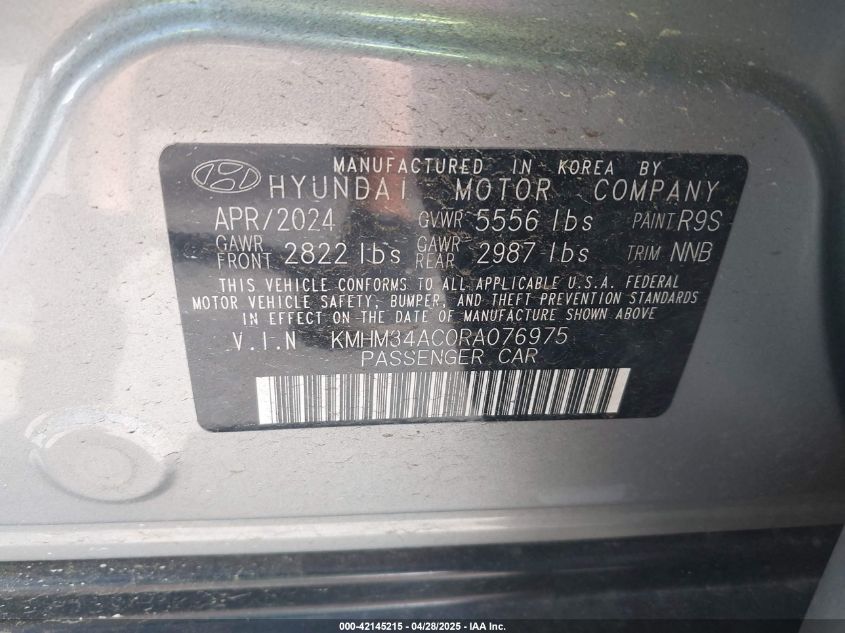 MANUFACTURED IN KOREA BY
HYUNDAI MOTOR COMPANY
APR/2024 GVWR 5556 lbs PAINT R9S
GAWR FRONT 2822 lbs GAWR REAR 2987 lbs TRIM NNB
THIS VEHICLE CONFORMS TO ALL APPLICABLE U.S.A. FEDERAL
MOTOR VEHICLE SAFETY, BUMPER, AND THEFT PREVENTION STANDARDS
IN EFFECT ON THE DATE OF MANUFACTURE SHOWN ABOVE
V.I.N KMHM34AC0RA076975
PASSENGER CAR
000-42145215 - 04/28/2025 - IAA Inc.